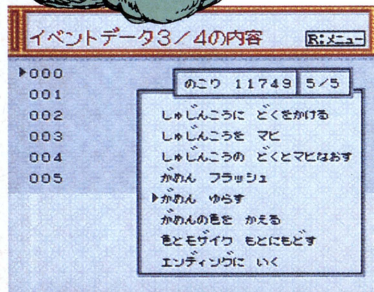 イベントデータ3/4の内容
R:メニュー
▶000
001
002
003
004
005
のこり 11749 5/5
しゅじんこうに どくをかける
しゅじんこうを マヒ
しゅじんこうの どくとマヒなおす
がめん フラッシュ
▶がめん ゆらす
がめんの色を かえる
色とモザイク もとにもどす
エンディングに いく